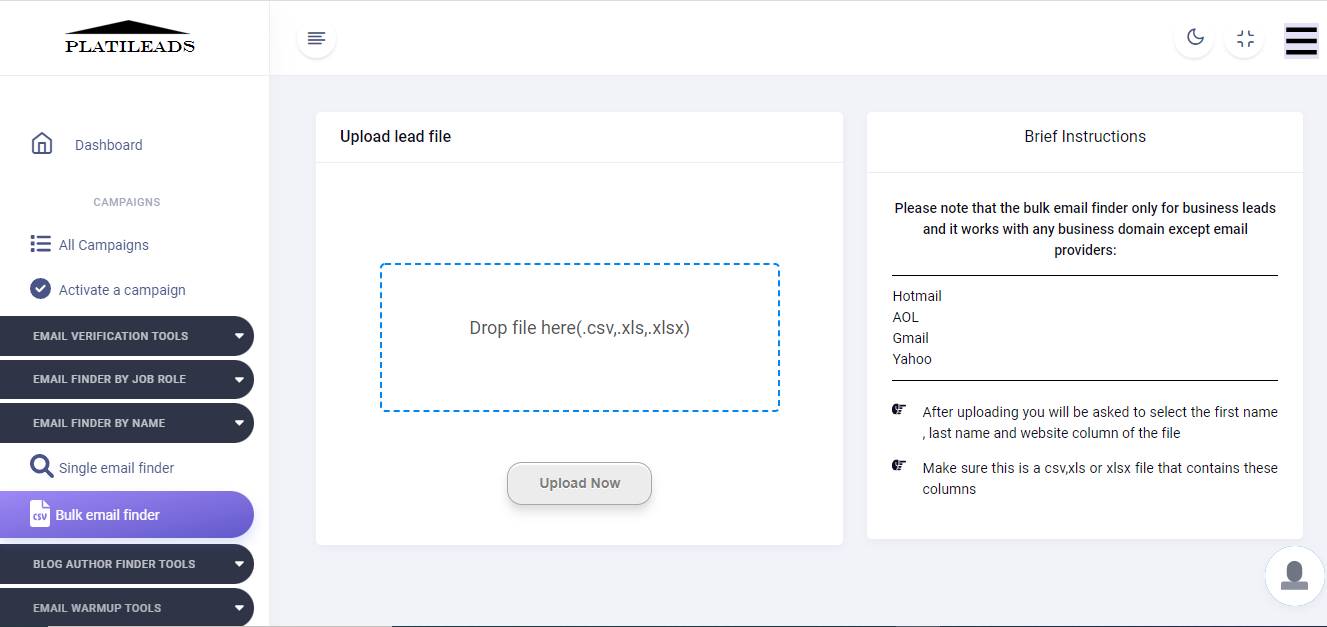 PLATILEADS
Dashboard
CAMPAIGNS
All Campaigns
Activate a campaign
EMAIL VERIFICATION TOOLS
EMAIL FINDER BY JOB ROLE
EMAIL FINDER BY NAME
Single email finder
CSV
Bulk email finder
BLOG AUTHOR FINDER TOOLS
EMAIL WARMUP TOOLS
Upload lead file
Drop file here(.csv,.xls,.xlsx)
Upload Now
Brief Instructions
Please note that the bulk email finder only for business leads
and it works with any business domain except email
providers:
Hotmail
AOL
Gmail
Yahoo
After uploading you will be asked to select the first name
, last name and website column of the file
Make sure this is a csv,xls or xlsx file that contains these
columns